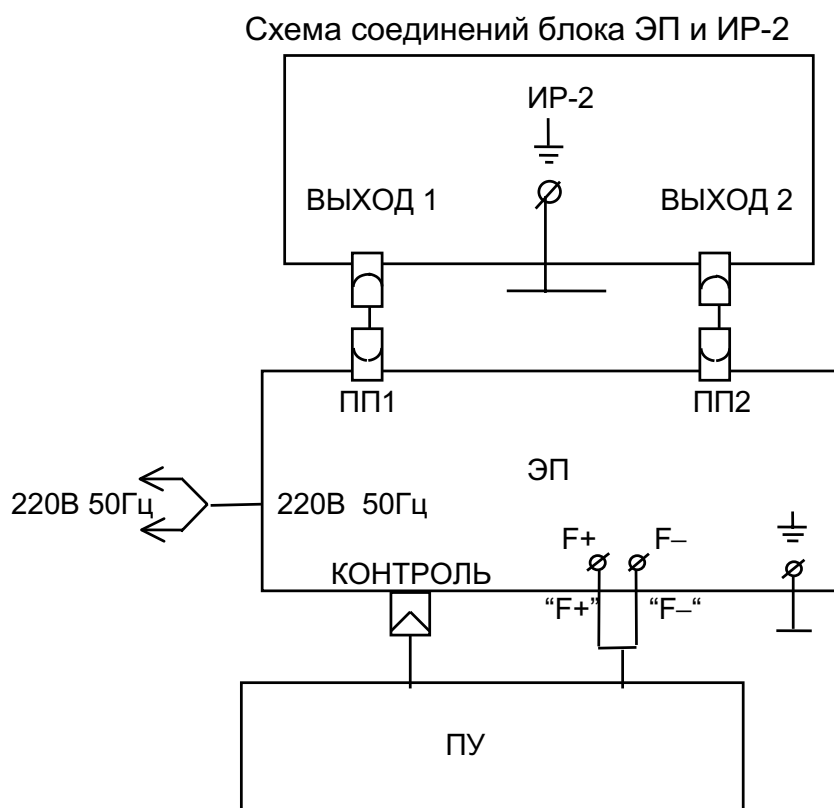 Схема соединений блока ЭП и ИР-2
ИР-2
ВЫХОД 1 ВЫХОД 2
ПП1 ПП2
ЭП
220В 50Гц 220В 50Гц
F+ F–
КОНТРОЛЬ
“F+” “F–“
ПУ